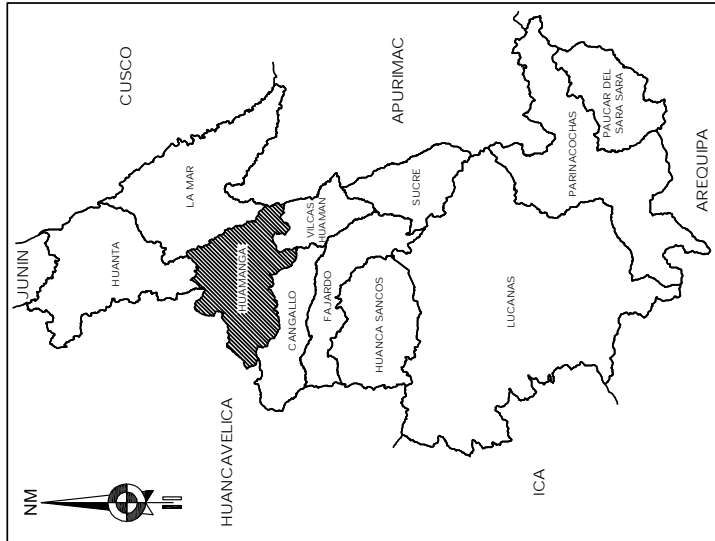 NM
JUNIN
CUSCO
HUANTA
LA MAR
HUAMANGA
HUANCAVELICA
APURIMAC
VILCAS
HUAMAN
CANGALLO
FAJARDO
SUCRE
HUANCA SANCOS
LUCANAS
PARINACOCHAS
PAUCAR DEL
SARA SARA
AREQUIPA
ICA